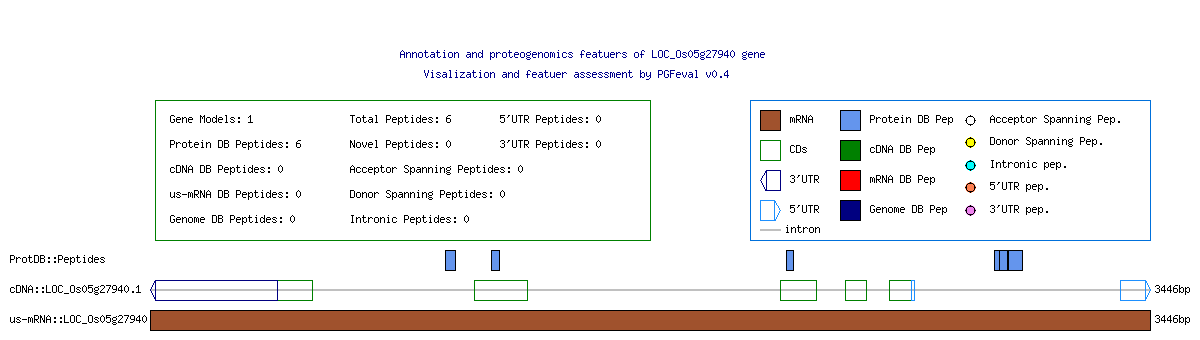 Annotation and proteogenomics featuers of LOC_Os05g27940 gene
Visalization and featuer assessment by PGFeval v0.4
Gene Models: 1 Total Peptides: 6 5'UTR Peptides: 0
Protein DB Peptides: 6 Novel Peptides: 0 3'UTR Peptides: 0
cDNA DB Peptides: 0 Acceptor Spanning Peptides: 0
us-mRNA DB Peptides: 0 Donor Spanning Peptides: 0
Genome DB Peptides: 0 Intronic Peptides: 0
mRNA Protein DB Pep Acceptor Spanning Pep.
CDs cDNA DB Pep Donor Spanning Pep.
3'UTR mRNA DB Pep Intronic pep.
5'UTR Genome DB Pep 5'UTR pep.
intron 3'UTR pep.
ProtDB::Peptides
cDNA::LOC_Os05g27940.1 3446bp
us-mRNA::LOC_Os05g27940 3446bp